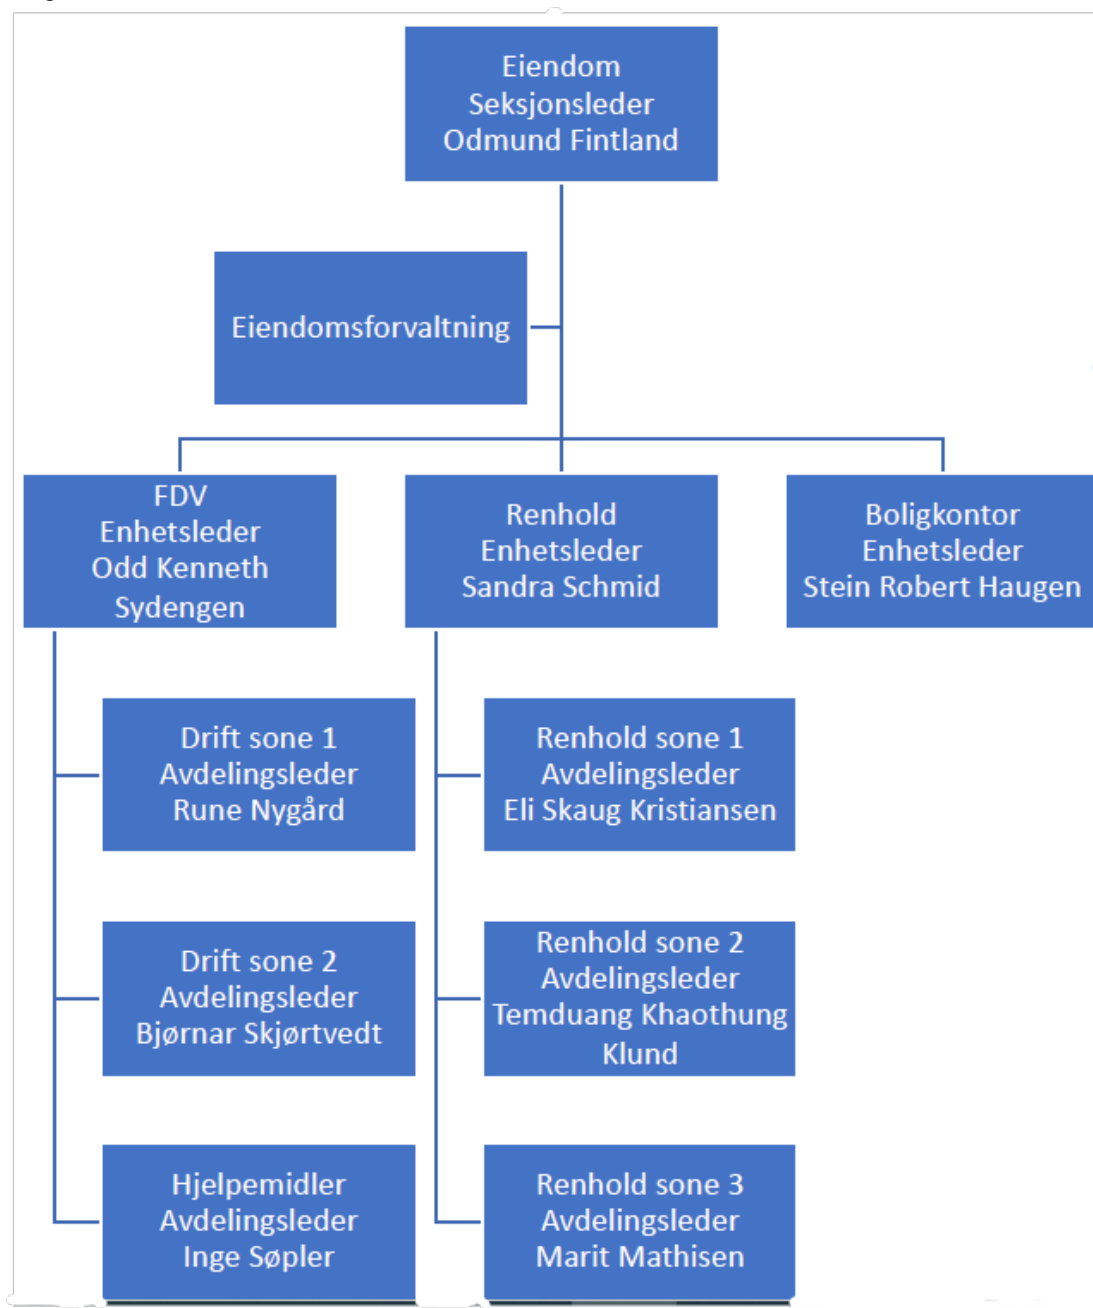 Eiendom
Seksjonsleder
Odmund Fintland
Eiendomsforvaltning
FDV
Enhetsleder
Odd Kenneth
Sydengen
Renhold
Enhetsleder
Sandra Schmid
Boligkontor
Enhetsleder
Stein Robert Haugen
Drift sone 1
Avdelingsleder
Rune Nygård
Drift sone 2
Avdelingsleder
Bjørnar Skjørtvedt
Hjelpemidler
Avdelingsleder
Inge Søpler
Renhold sone 1
Avdelingsleder
Eli Skaug Kristiansen
Renhold sone 2
Avdelingsleder
Temduang Khaothung
Klund
Renhold sone 3
Avdelingsleder
Marit Mathisen